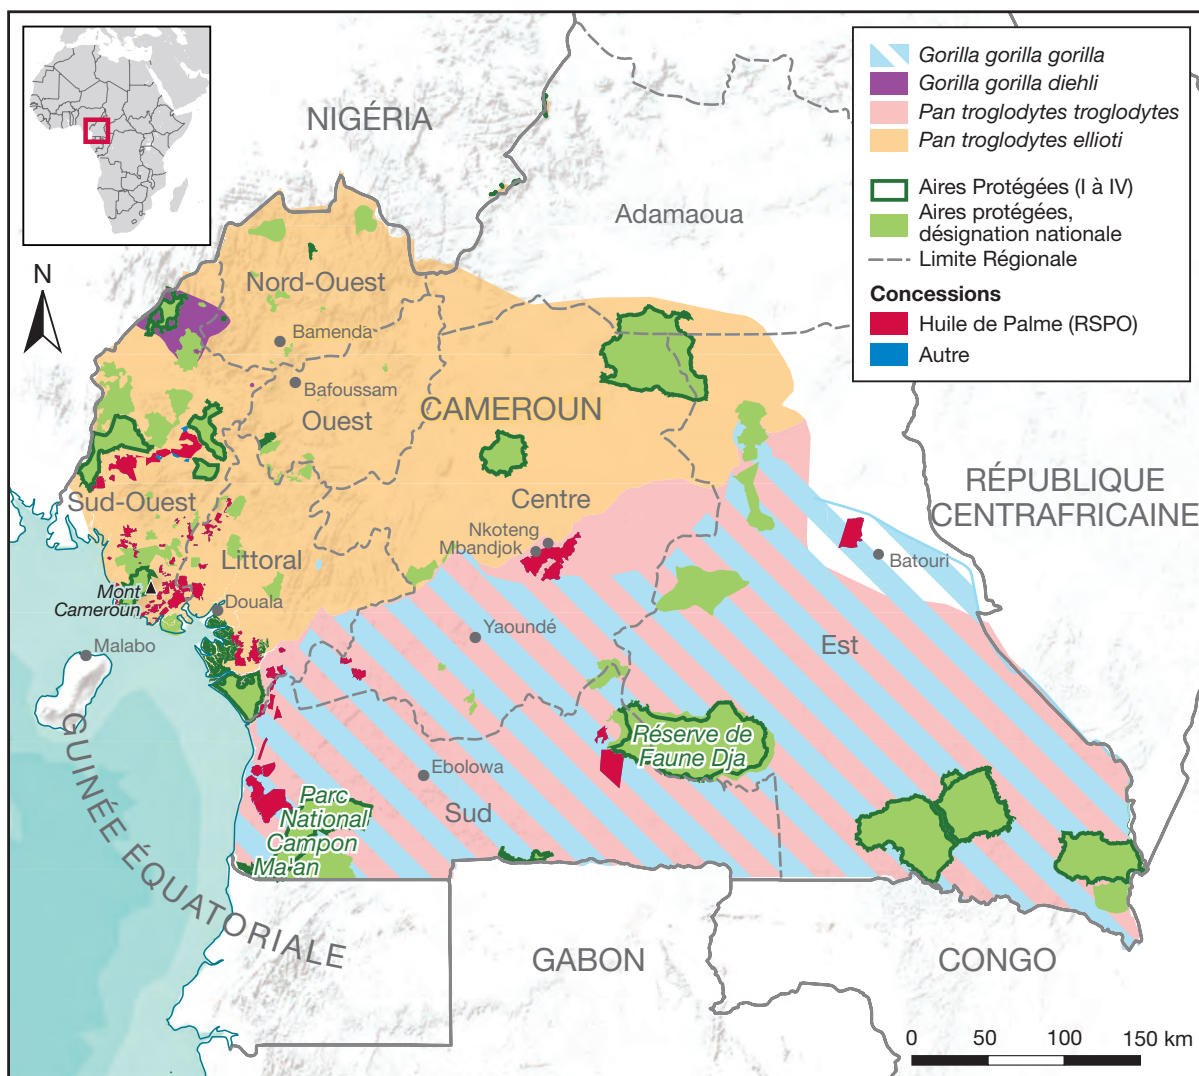 Gorilla gorilla gorilla
Gorilla gorilla diehli
Pan troglodytes troglodytes
Pan troglodytes ellioti
Aires Protégées (I à IV)
Aires protégées,
désignation nationale
Limite Régionale
Concessions
Huile de Palme (RSPO)
Autre
NIGÉRIA
Adamaoua
N
Nord-Ouest
Bamenda
Bafoussam
Ouest
CAMEROUN
RÉPUBLIQUE
CENTRAFRICAINE
Sud-Ouest
Centre
Nkoteng
Mbandjok
Batouri
Littoral
Mont
Cameroun
Douala
Yaoundé
Est
Malabo
Réserve de
Faune Dja
Ebolowa
Sud
Parc
National
Campon
Ma'an
GUINÉE ÉQUATORIALE
GABON
CONGO
0 50 100 150 km